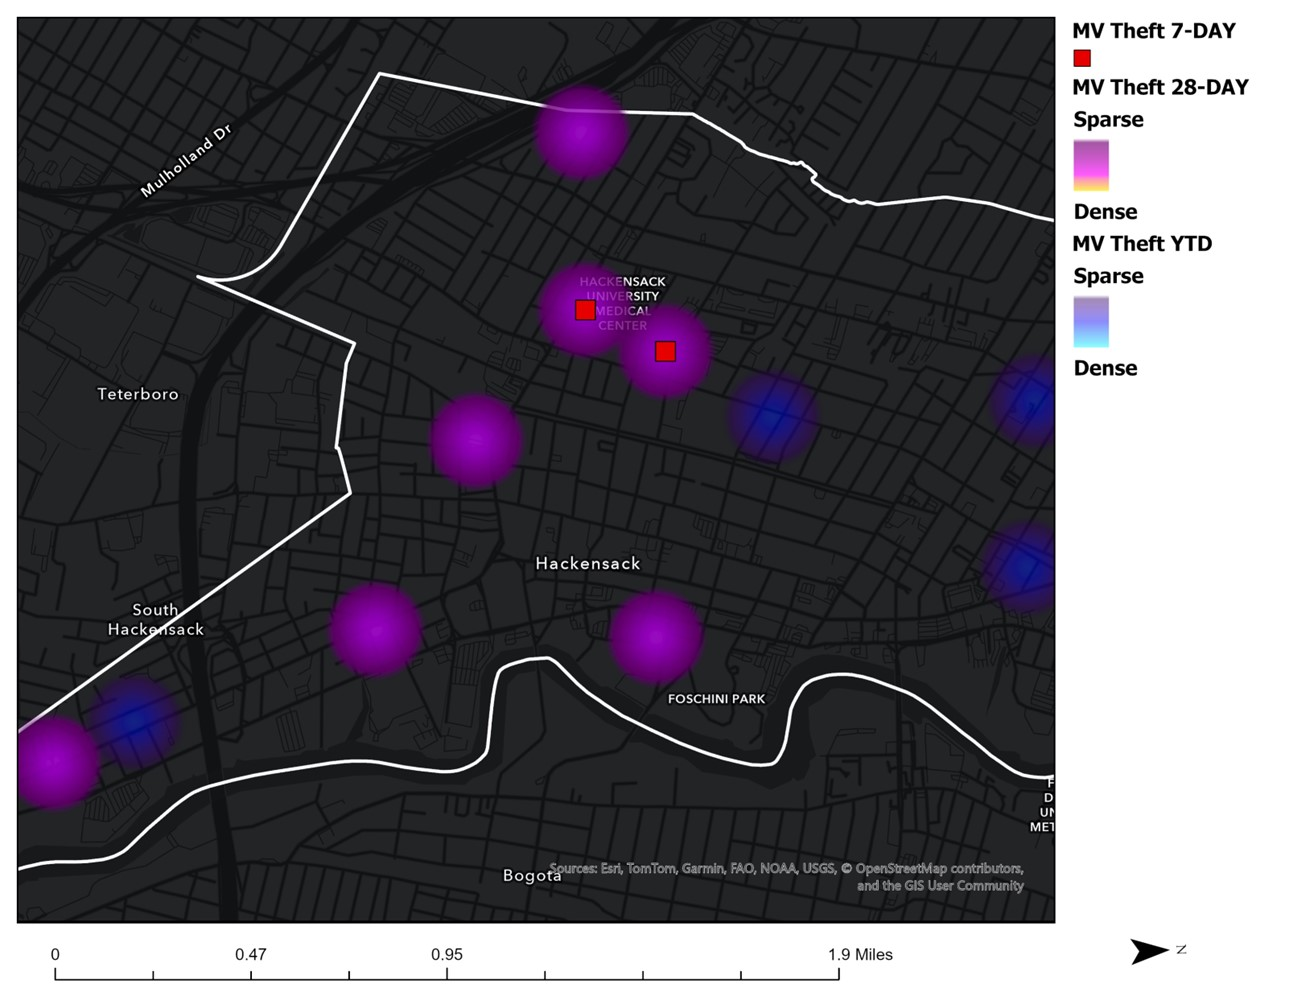 MV Theft 7-DAY
MV Theft 28-DAY
Sparse
Dense
MV Theft YTD
Sparse
Dense
Mulholland Dr
HACKENSACK
UNIVERSITY
MEDICAL
CENTER
Teterboro
Hackensack
South
Hackensack
FOSCHINI PARK
F
D
UN
MET
Bogota
Sources: Esri, TomTom, Garmin, FAO, NOAA, USGS, © OpenStreetMap contributors,
and the GIS User Community
0 0.47 0.95 1.9 Miles
N